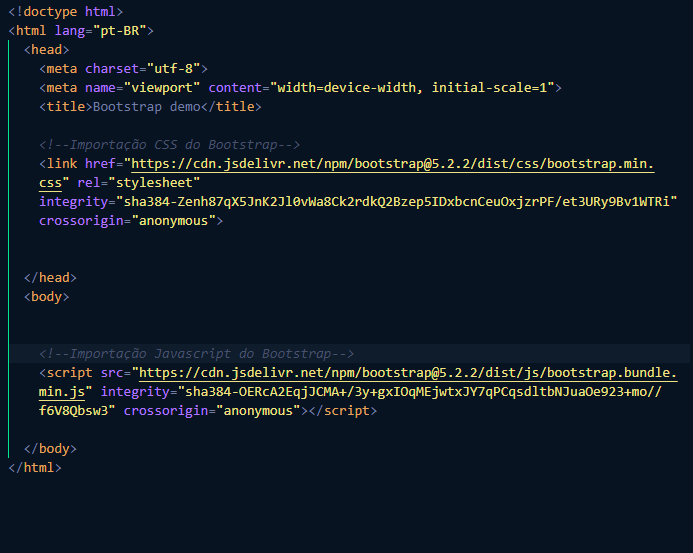 <!doctype html>
<html lang="pt-BR">
<head>
<meta charset="utf-8">
<meta name="viewport" content="width=device-width, initial-scale=1">
<title>Bootstrap demo</title>
<!--Importação CSS do Bootstrap-->
<link href="https://cdn.jsdelivr.net/npm/bootstrap@5.2.2/dist/css/bootstrap.min.
css" rel="stylesheet"
integrity="sha384-Zenh87qX5JnK2Jl0vWa8Ck2rdkQ2Bzep5IDxbcnCeuOxjzrPF/et3URy9Bv1WTRi"
crossorigin="anonymous">
</head>
<body>
<!--Importação Javascript do Bootstrap-->
<script src="https://cdn.jsdelivr.net/npm/bootstrap@5.2.2/dist/js/bootstrap.bundle.
min.js" integrity="sha384-OERcA2EqjJCMA+/3y+gxIOqMEjwtxJY7qPCqsdltbNJuaOe923+mo//
f6V8Qbsw3" crossorigin="anonymous"></script>
</body>
</html>